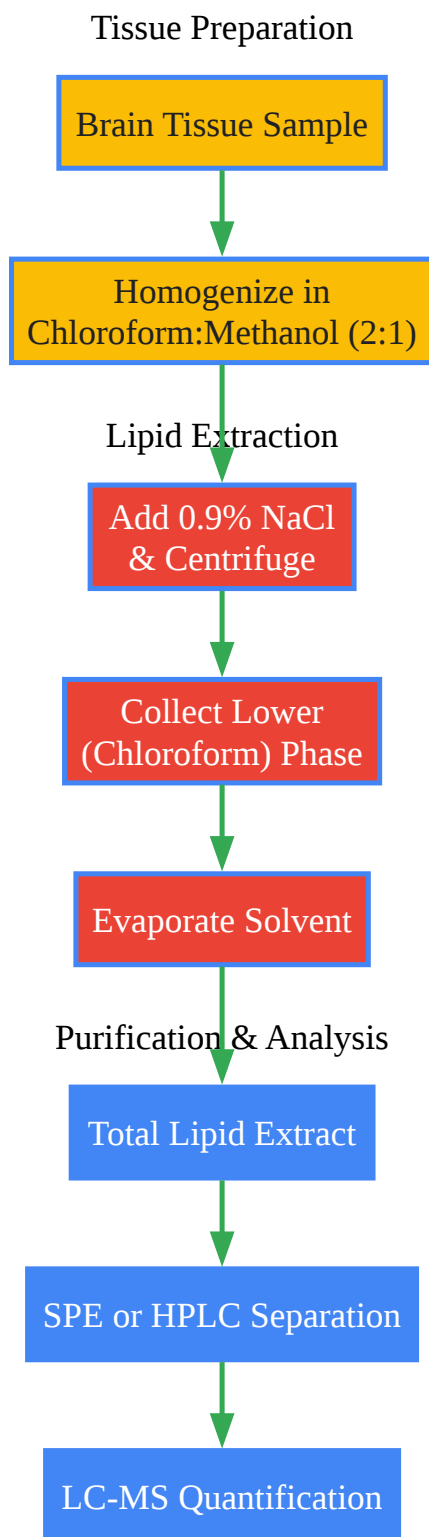 Tissue Preparation
Brain Tissue Sample
Homogenize in
Chloroform:Methanol (2:1)
Lipid Extraction
Add 0.9% NaCl
& Centrifuge
Collect Lower
(Chloroform) Phase
Evaporate Solvent
Purification & Analysis
Total Lipid Extract
SPE or HPLC Separation
LC-MS Quantification